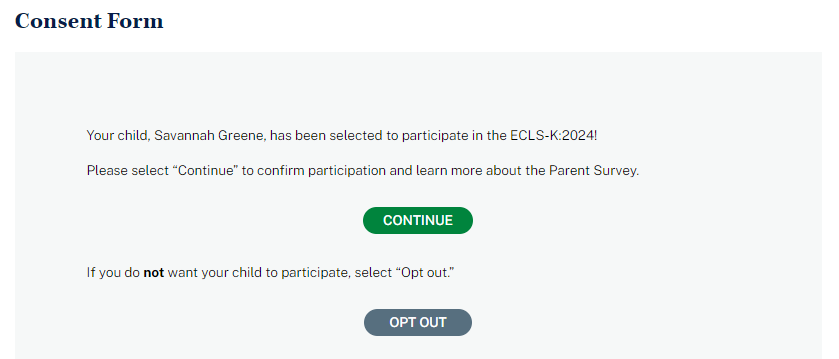 Consent Form
Your child, Savannah Greene, has been selected to participate in the ECLS-K:2024!
Please select “Continue” to confirm participation and learn more about the Parent Survey.
CONTINUE
If you do not want your child to participate, select “Opt out.”
OPT OUT